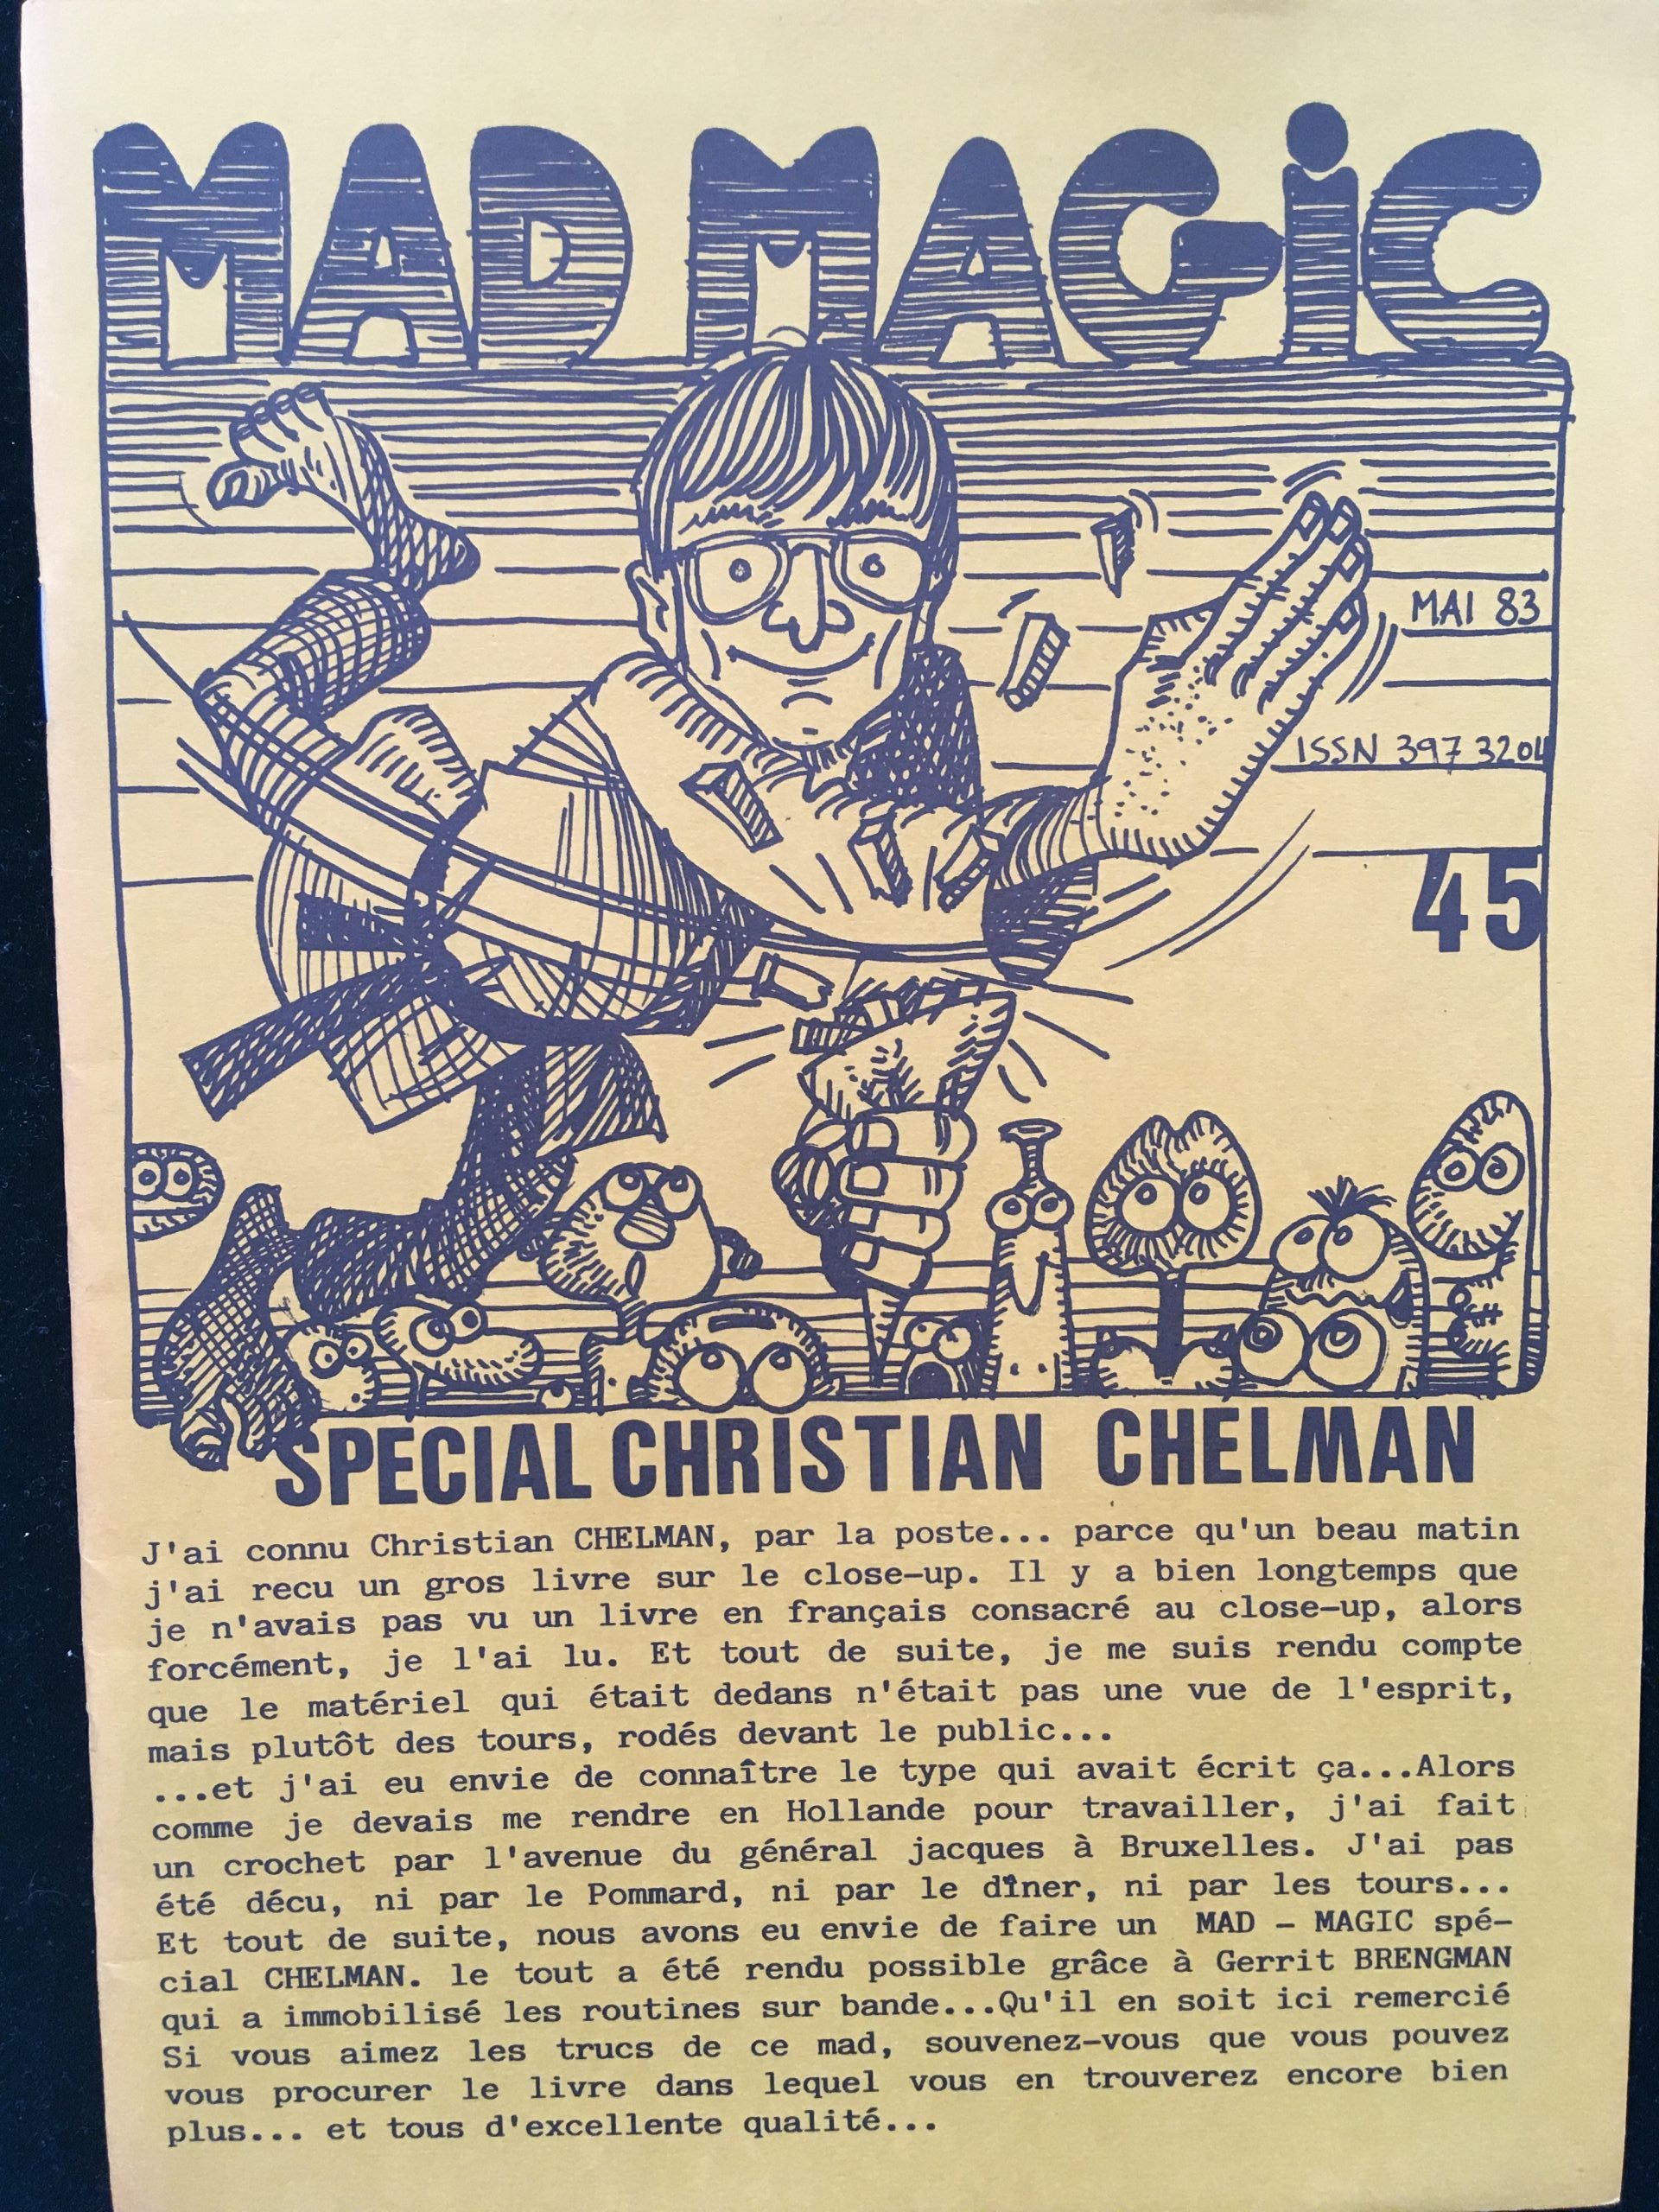 MAD MAGiC
MAI 83
ISSN 397 3204
45
SPECIAL CHRISTIAN CHELMAN
J'ai connu Christian CHELMAN, par la poste... parce qu'un beau matin
j'ai recu un gros livre sur le close-up. Il y a bien longtemps que
je n'avais pas vu un livre en français consacré au close-up, alors
forcément, je l'ai lu. Et tout de suite, je me suis rendu compte
que le matériel qui était dedans n'était pas une vue de l'esprit,
mais plutôt des tours, rodés devant le public...
...et j'ai eu envie de connaître le type qui avait écrit ça...Alors
comme je devais me rendre en Hollande pour travailler, j'ai fait
un crochet par l'avenue du général jacques à Bruxelles. J'ai pas
été décu, ni par le Pommard, ni par le dîner, ni par les tours...
Et tout de suite, nous avons eu envie de faire un MAD - MAGIC spé-
cial CHELMAN. le tout a été rendu possible grâce à Gerrit BRENGMAN
qui a immobilisé les routines sur bande...Qu'il en soit ici remercié
Si vous aimez les trucs de ce mad, souvenez-vous que vous pouvez
vous procurer le livre dans lequel vous en trouverez encore bien
plus... et tous d'excellente qualité...